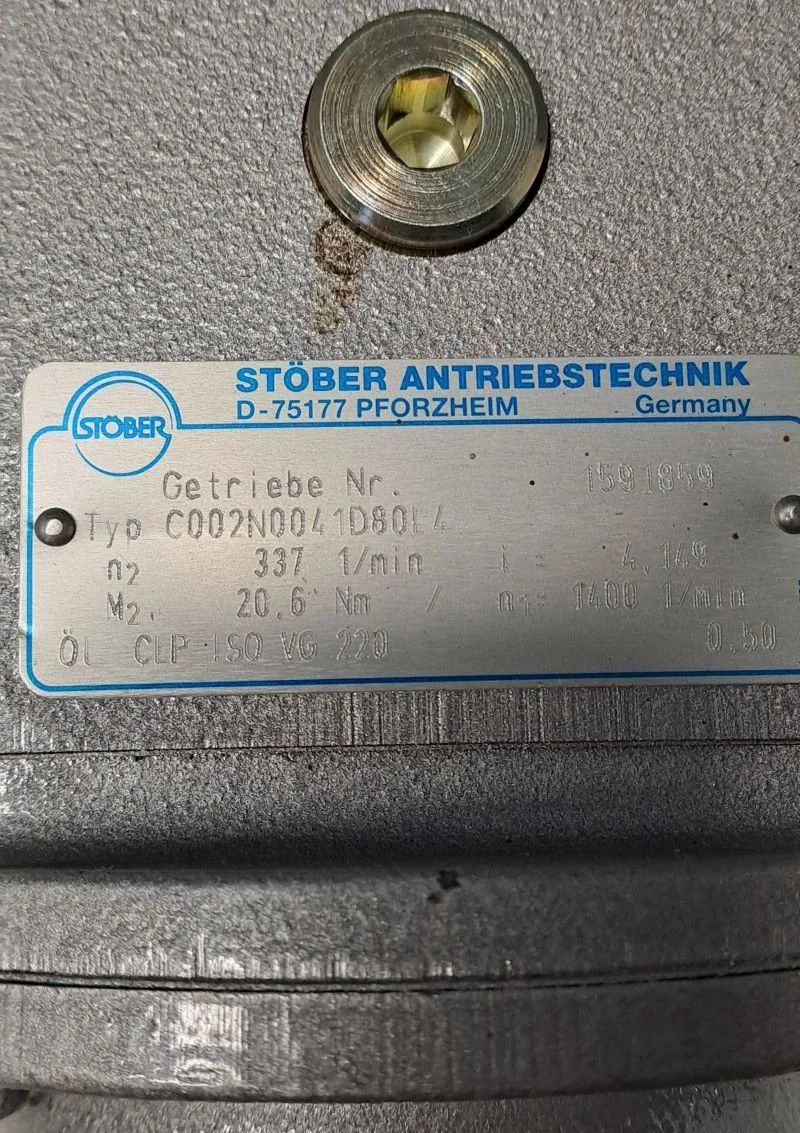 STÖBER ANTRIEBSTECHNIK
D-75177 PFORZHEIM Germany
STÖBER
Getriebe Nr. 1591859
Typ C002N0041D80L4
n2 337 1/min i = 4,149
M2. 20.6 Nm / n1= 1400 1/min
Öl CLP ISO VG 220 0,50